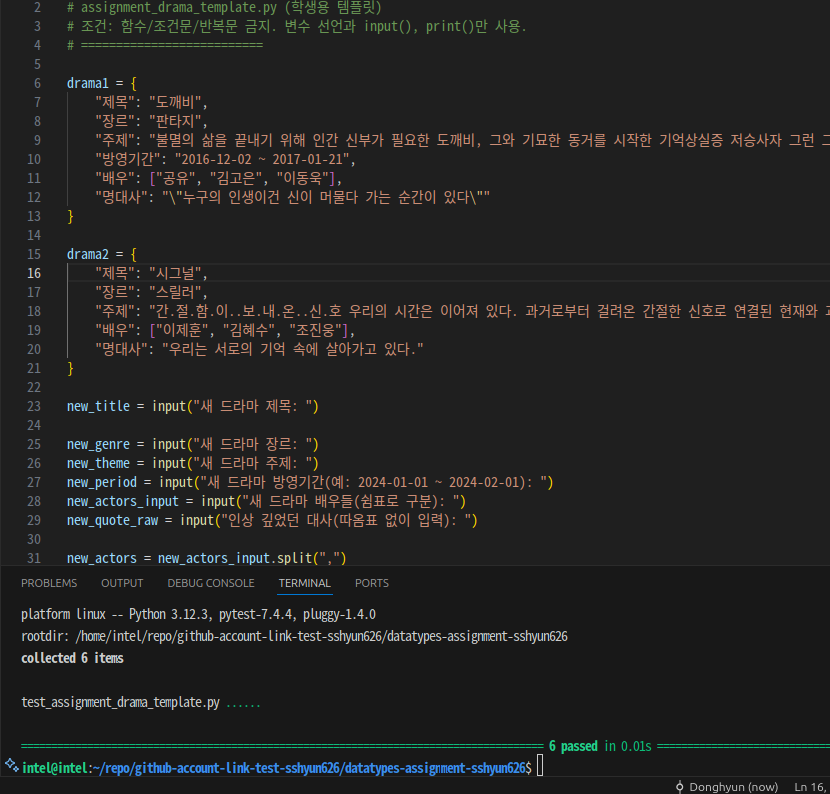 2 # assignment_drama_template.py (학생용 템플릿)
3 # 조건: 함수/조건문/반복문 금지. 변수 선언과 input(), print()만 사용.
4 # =========================
5
6 drama1 = {
7 "제목": "도깨비",
8 "장르": "판타지",
9 "주제": "불멸의 삶을 끝내기 위해 인간 신부가 필요한 도깨비, 그와 기묘한 동거를 시작한 기억상실증 저승사자 그런 그
10 "방영기간": "2016-12-02 ~ 2017-01-21",
11 "배우": ["공유", "김고은", "이동욱"],
12 "명대사": "\"누구의 인생이건 신이 머물다 가는 순간이 있다\""
13 }
14
15 drama2 = {
16 "제목": "시그널",
17 "장르": "스릴러",
18 "주제": "간.절.함.이..보.내.온..신.호 우리의 시간은 이어져 있다. 과거로부터 걸려온 간절한 신호로 연결된 현재와
19 "배우": ["이제훈", "김혜수", "조진웅"],
20 "명대사": "우리는 서로의 기억 속에 살아가고 있다."
21 }
22
23 new_title = input("새 드라마 제목: ")
24
25 new_genre = input("새 드라마 장르: ")
26 new_theme = input("새 드라마 주제: ")
27 new_period = input("새 드라마 방영기간(예: 2024-01-01 ~ 2024-02-01): ")
28 new_actors_input = input("새 드라마 배우들(쉼표로 구분): ")
29 new_quote_raw = input("인상 깊었던 대사(따옴표 없이 입력): ")
30
31 new_actors = new_actors_input.split(",")
PROBLEMS OUTPUT DEBUG CONSOLE TERMINAL PORTS
platform linux -- Python 3.12.3, pytest-7.4.4, pluggy-1.4.0
rootdir: /home/intel/repo/github-account-link-test-sshyun626/datatypes-assignment-sshyun626
collected 6 items
test_assignment_drama_template.py ......
6 passed in 0.01s
intel@intel:~/repo/github-account-link-test-sshyun626/datatypes-assignment-sshyun626$
Donghyun (now) Ln 16,